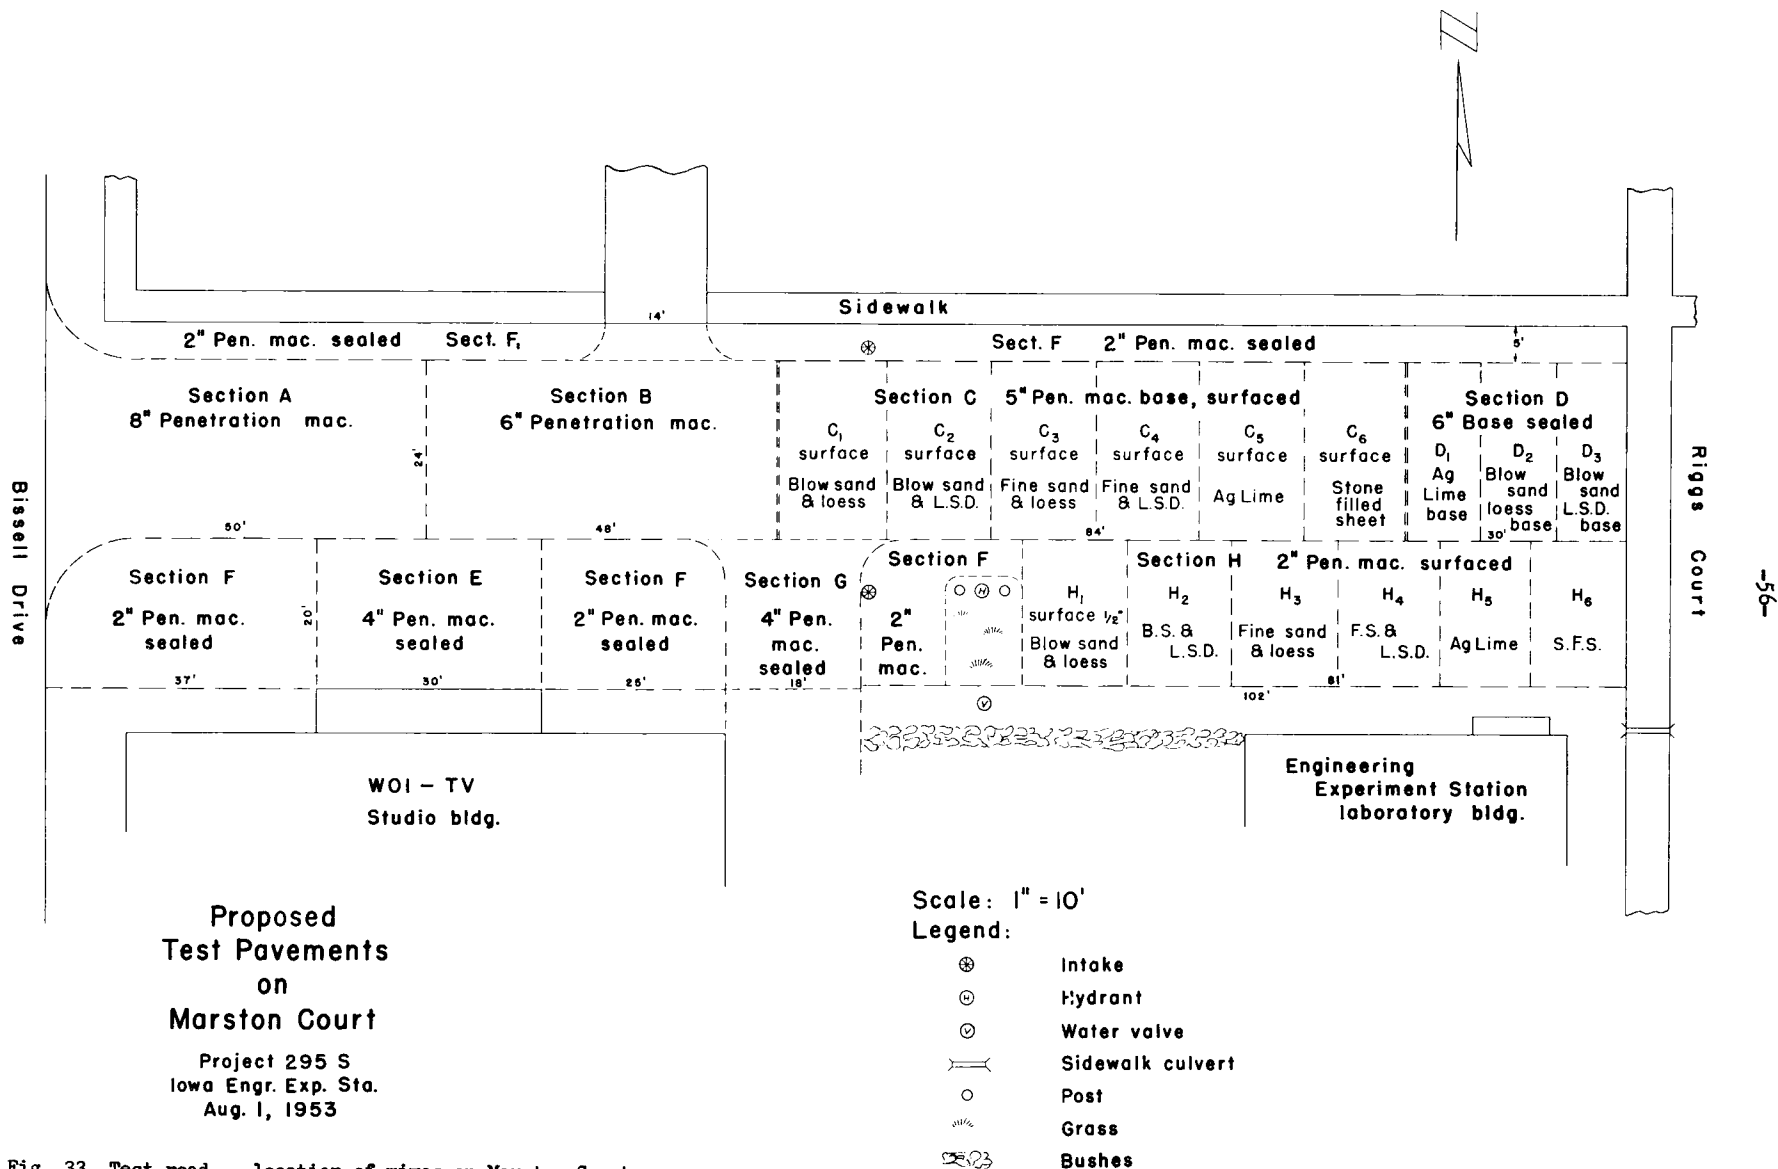 Sidewalk
14'
2" Pen. mac. sealed Sect. F₁
Sect. F 2" Pen. mac. sealed
5'
Section A
8" Penetration mac.
24'
50'
Section B
6" Penetration mac.
48'
Section C 5" Pen. mac. base, surfaced
C₁
surface
Blow sand
& loess
C₂
surface
Blow sand
& L.S.D.
C₃
surface
Fine sand
& loess
C₄
surface
Fine sand
& L.S.D.
C₅
surface
Ag Lime
C₆
surface
Stone
filled
sheet
84'
Section D
6" Base sealed
D₁
Ag
Lime
base
D₂
Blow
sand
loess
base
D₃
Blow
sand
L.S.D.
base
30'
Bissell Drive
Riggs Court
-56-
Section F
2" Pen. mac.
sealed
37'
20'
Section E
4" Pen. mac.
sealed
30'
Section F
2" Pen. mac.
sealed
Section G
4" Pen.
mac.
sealed
18'
Section F
2"
Pen.
mac.
H
Section H 2" Pen. mac. surfaced
H₁
surface 1/2"
Blow sand
& loess
H₂
B.S. &
L.S.D.
H₃
Fine sand
& loess
H₄
F.S. &
L.S.D.
H₅
Ag Lime
H₆
S.F.S.
81'
102'
V
WOI - TV
Studio bldg.
Engineering
Experiment Station
laboratory bldg.
Proposed
Test Pavements
on
Marston Court
Project 295 S
Iowa Engr. Exp. Sta.
Aug. 1, 1953
Scale: 1" = 10'
Legend:
Intake
H Hydrant
V Water valve
Sidewalk culvert
Post
Grass
Bushes
Fig. 33. Test road